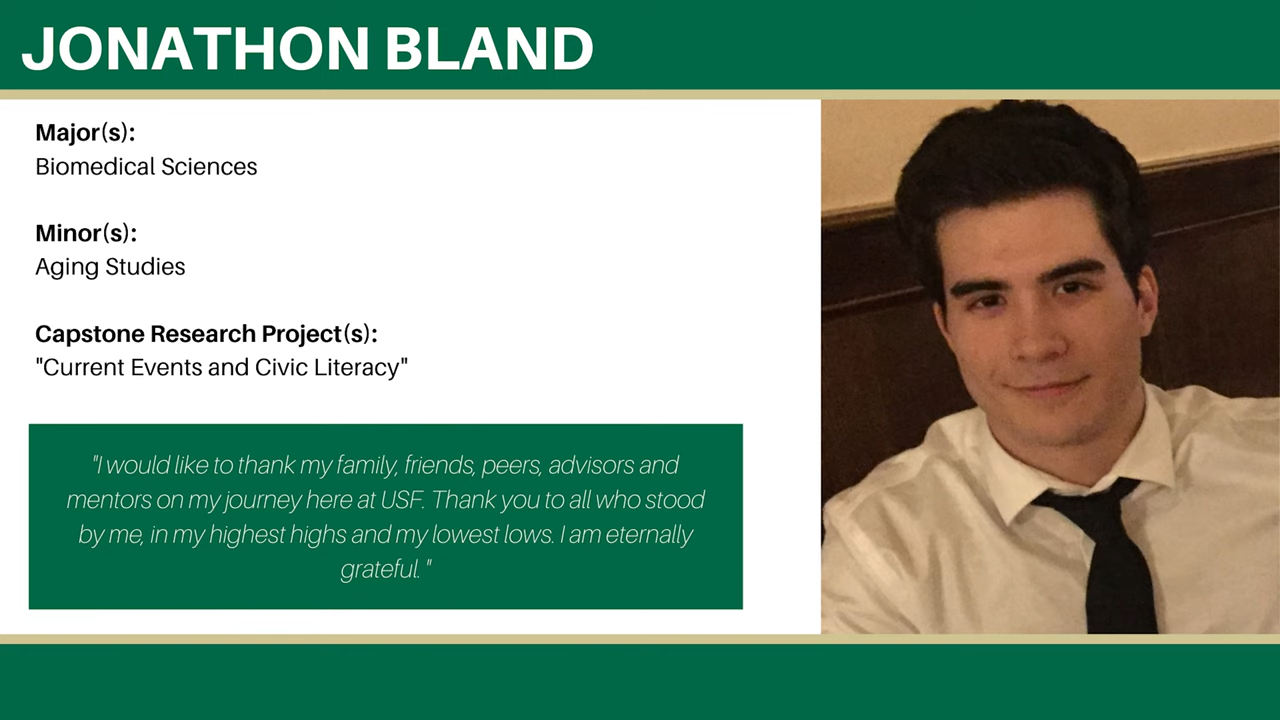 JONATHON BLAND
Major(s):
Biomedical Sciences
Minor(s):
Aging Studies
Capstone Research Project(s):
"Current Events and Civic Literacy"
"I would like to thank my family, friends, peers, advisors and
mentors on my journey here at USF. Thank you to all who stood
by me, in my highest highs and my lowest lows. I am eternally
grateful. "